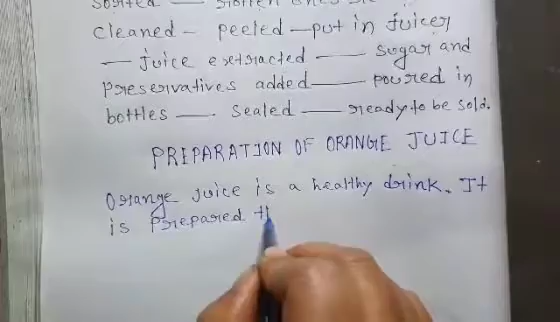 cleaned - peeled - put in juicer
— juice extracted — sugar and
preservatives added — poured in
bottles — sealed — ready to be sold.
PREPARATION OF ORANGE JUICE
Orange juice is a healthy drink. It
is prepared